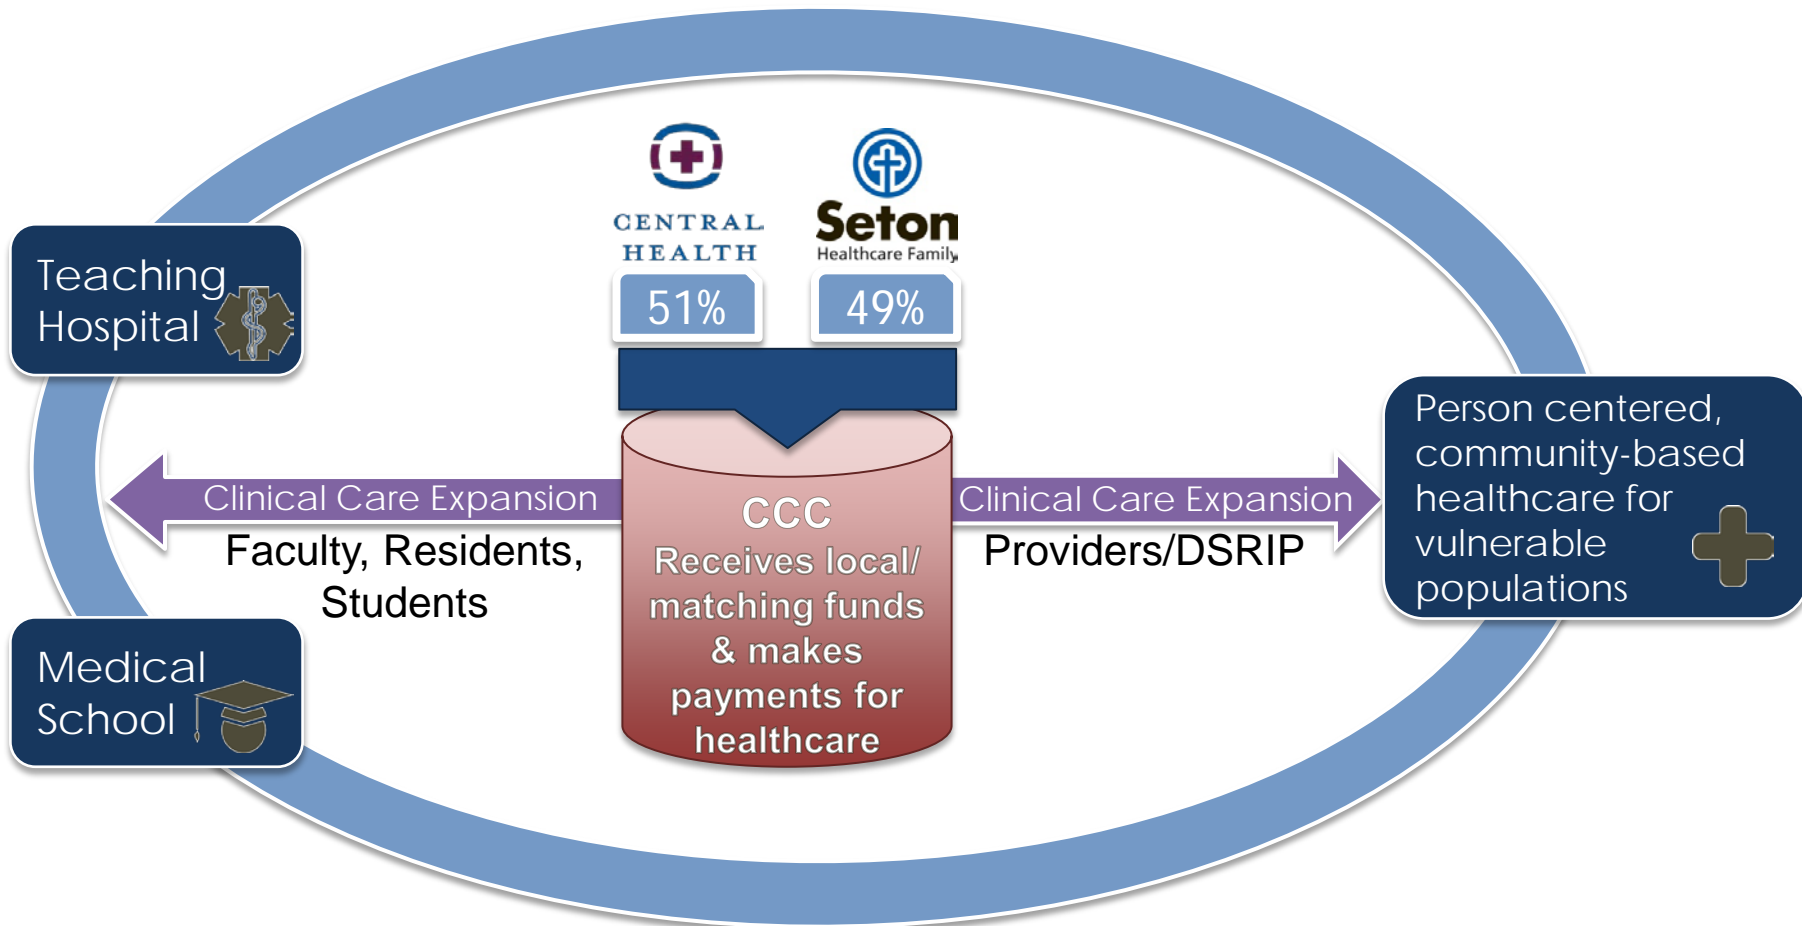 CENTRAL
HEALTH
Seton
Healthcare Family
51%
49%
Teaching
Hospital
Medical
School
Clinical Care Expansion
Faculty, Residents,
Students
CCC
Receives local/
matching funds
& makes
payments for
healthcare
Clinical Care Expansion
Providers/DSRIP
Person centered,
community-based
healthcare for
vulnerable
populations